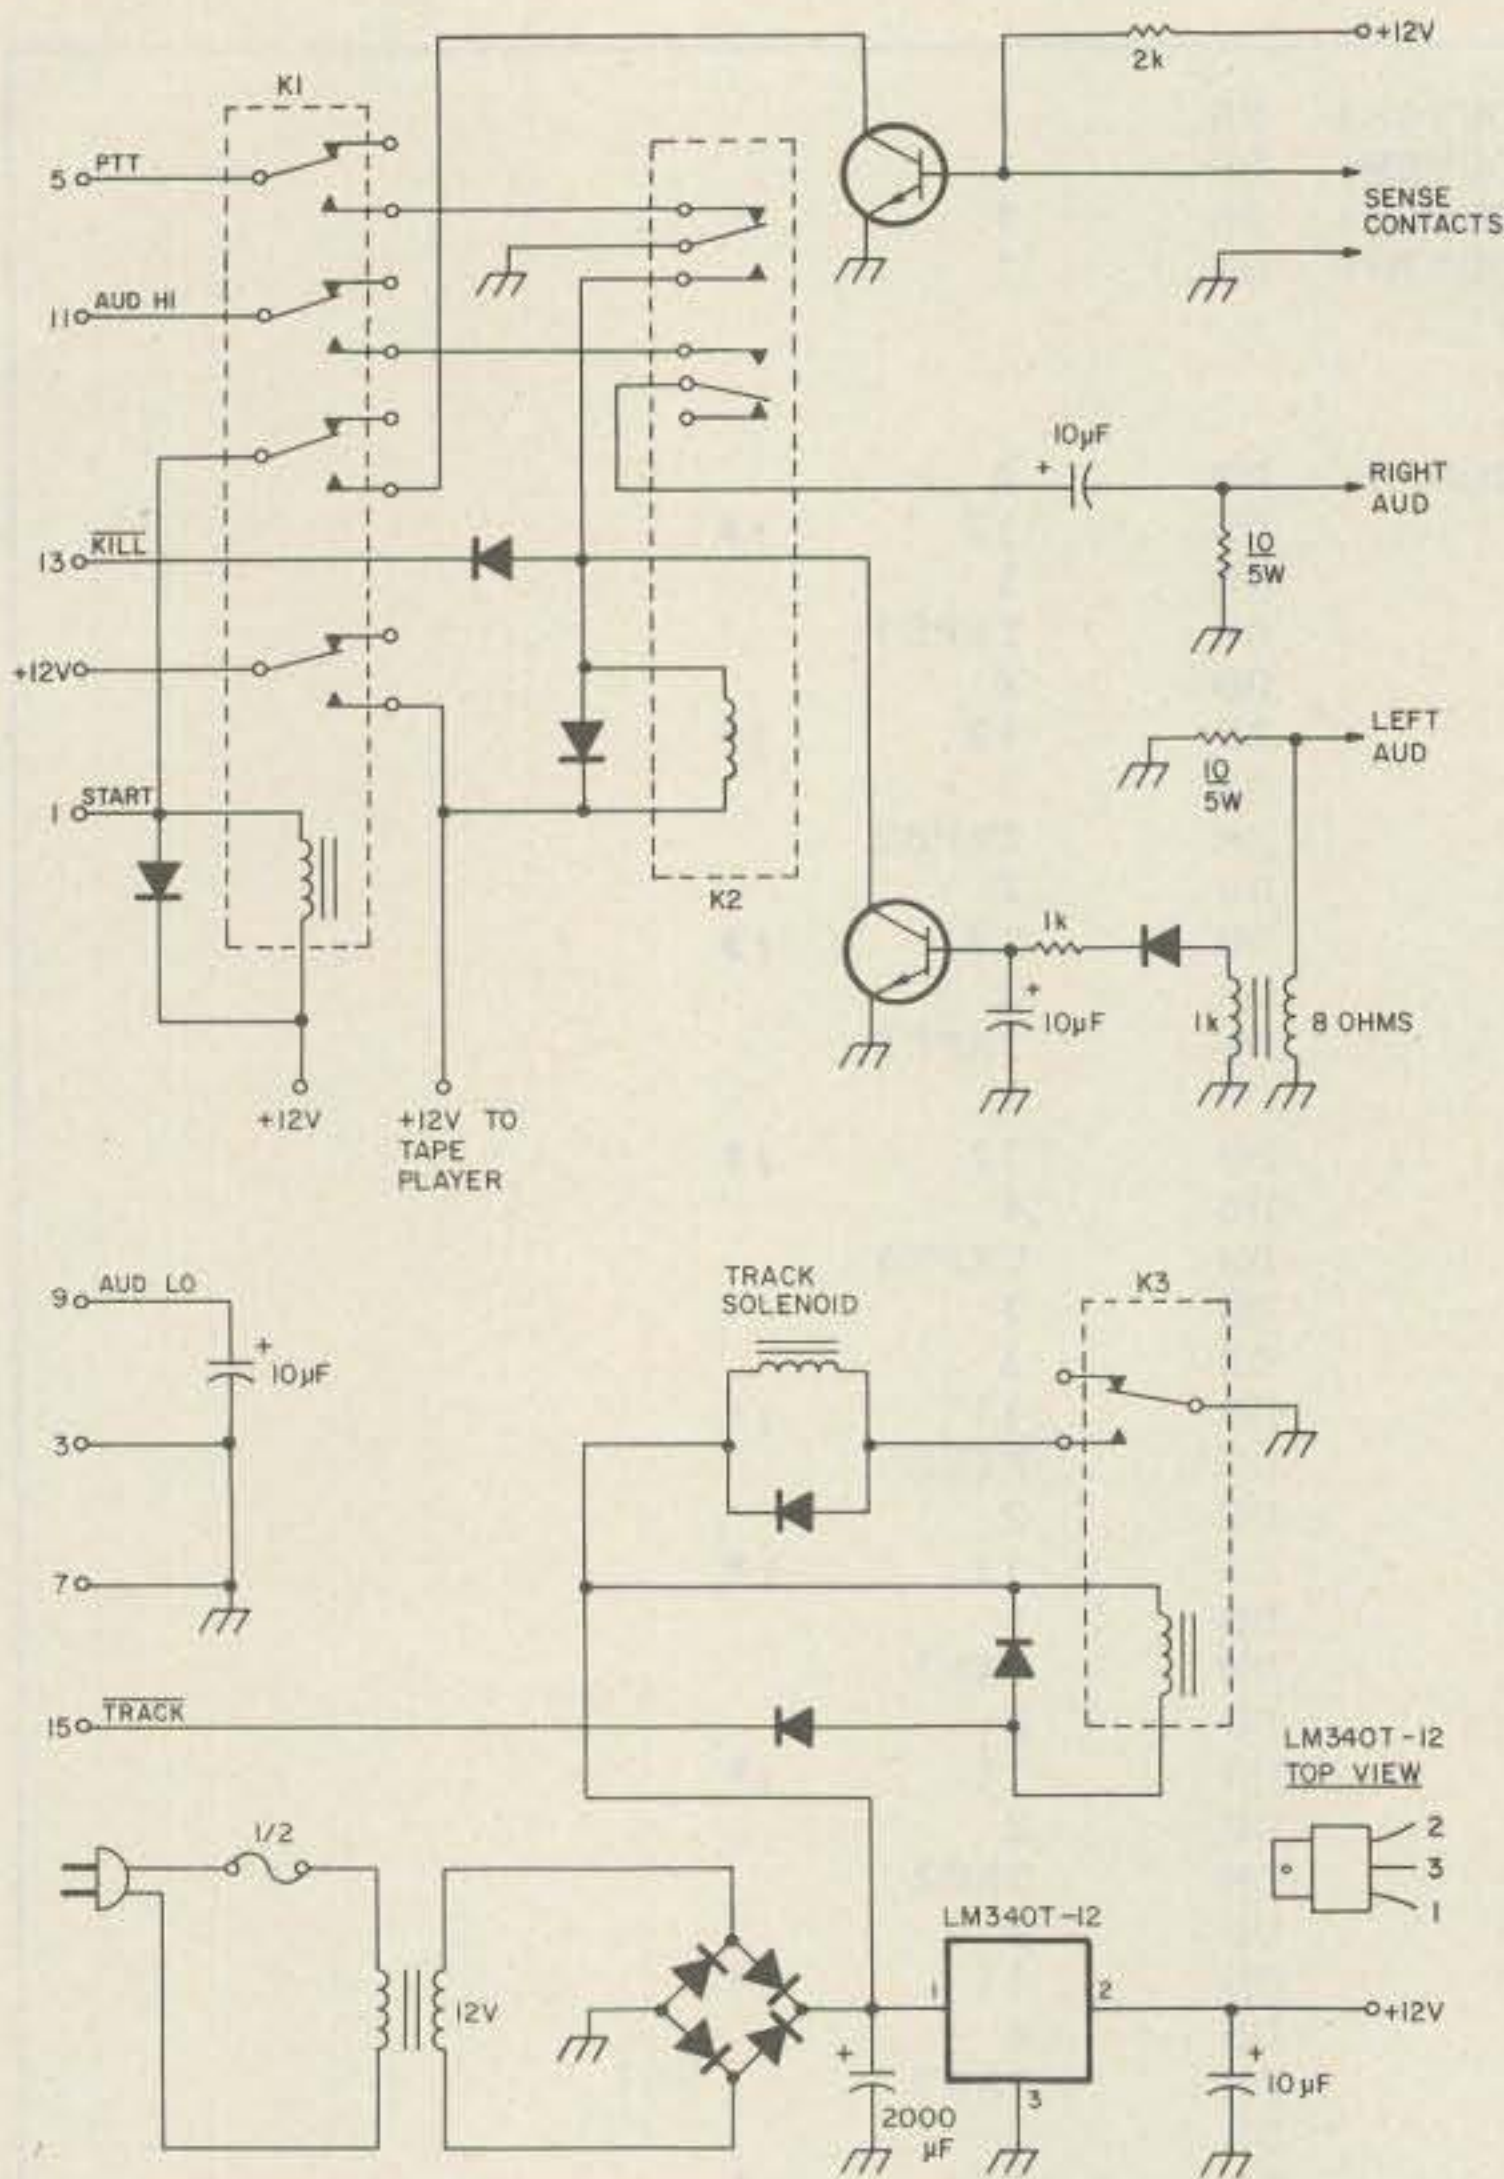 +12V
2k
K1
5
PTT
SENSE
CONTACTS
11
AUD HI
10µF
+
RIGHT
AUD
10
5W
13
KILL
+12V
LEFT
AUD
10
5W
1
START
K2
1k
+
10µF
1k
8 OHMS
+12V
+12V TO
TAPE
PLAYER
9
AUD LO
+
10µF
3
7
TRACK
SOLENOID
K3
15
TRACK
LM340T-12
TOP VIEW
2
3
1
1/2
12V
LM340T-12
1
2
3
+
2000
µF
+12V
+
10µF